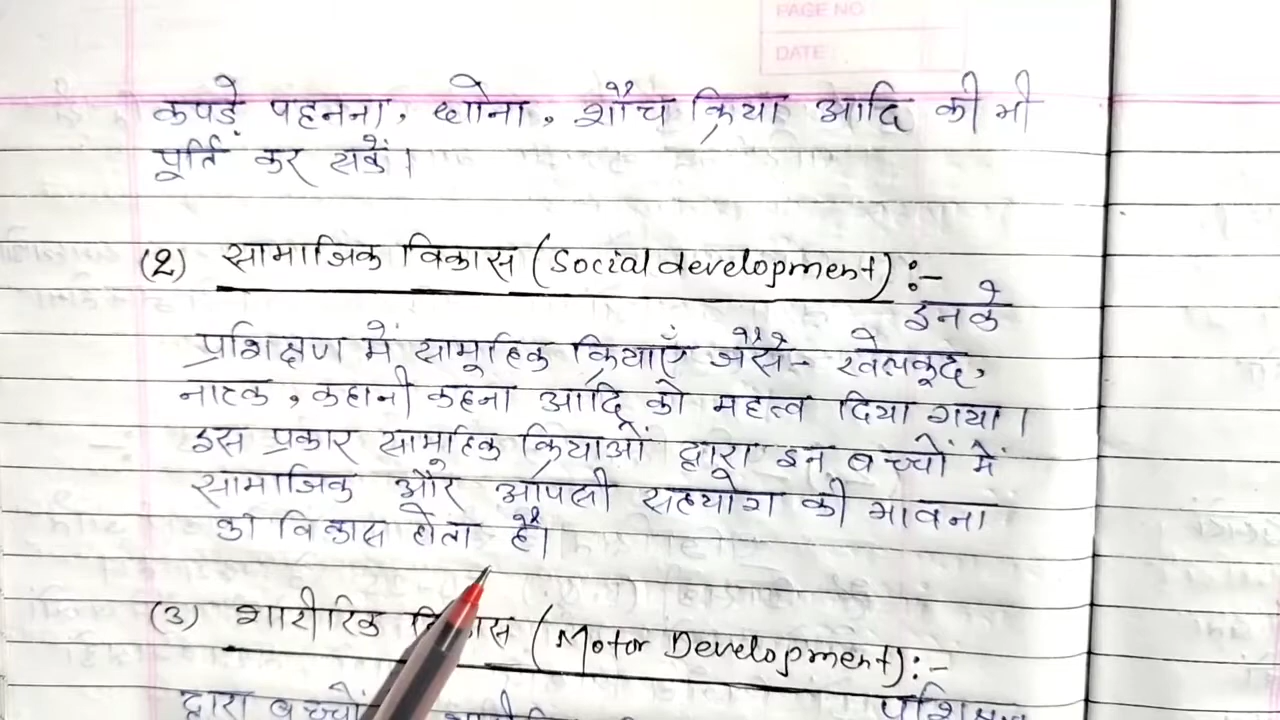 PAGE NO
DATE
कपड़े पहनना, धोना, शौच क्रिया आदि की भी
पूर्ति कर सकें।
(2) सामाजिक विकास (Social development) :-
इनके
प्रशिक्षण में सामूहिक क्रियाएँ जैसे- खेलकूद,
नाटक, कहानी कहना आदि को महत्व दिया गया।
इस प्रकार सामूहिक क्रियाओं द्वारा इन बच्चों में
सामाजिक और आपसी सहयोग की भावना
का विकास होता है।
(3) शारीरिक विकास (Motor Development) :-
प्रशिक्षण
द्वारा बच्चों